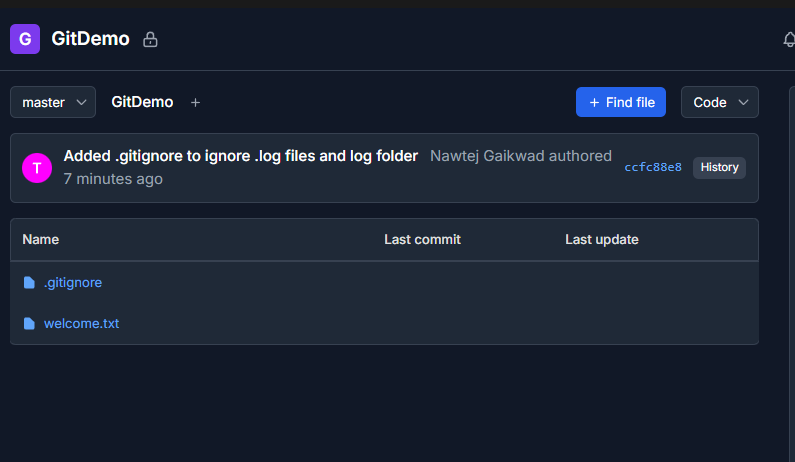 G GitDemo
master GitDemo + + Find file Code
Added .gitignore to ignore .log files and log folder Nawtej Gaikwad authored
T ccfc88e8 History
7 minutes ago
Name Last commit Last update
.gitignore
welcome.txt